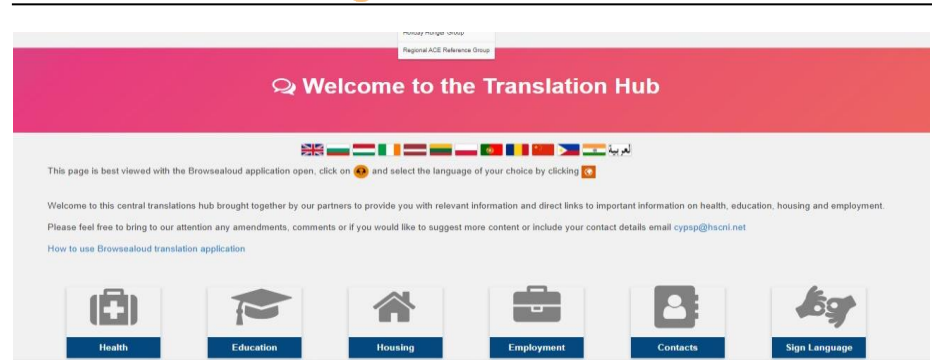 Holiday Hunger Group
Regional ACE Reference Group
Welcome to the Translation Hub
العربية
This page is best viewed with the Browsealoud application open, click on and select the language of your choice by clicking
Welcome to this central translations hub brought together by our partners to provide you with relevant information and direct links to important information on health, education, housing and employment.
Please feel free to bring to our attention any amendments, comments or if you would like to suggest more content or include your contact details email cypsp@hscni.net
How to use Browsealoud translation application
Health Education Housing Employment Contacts Sign Language